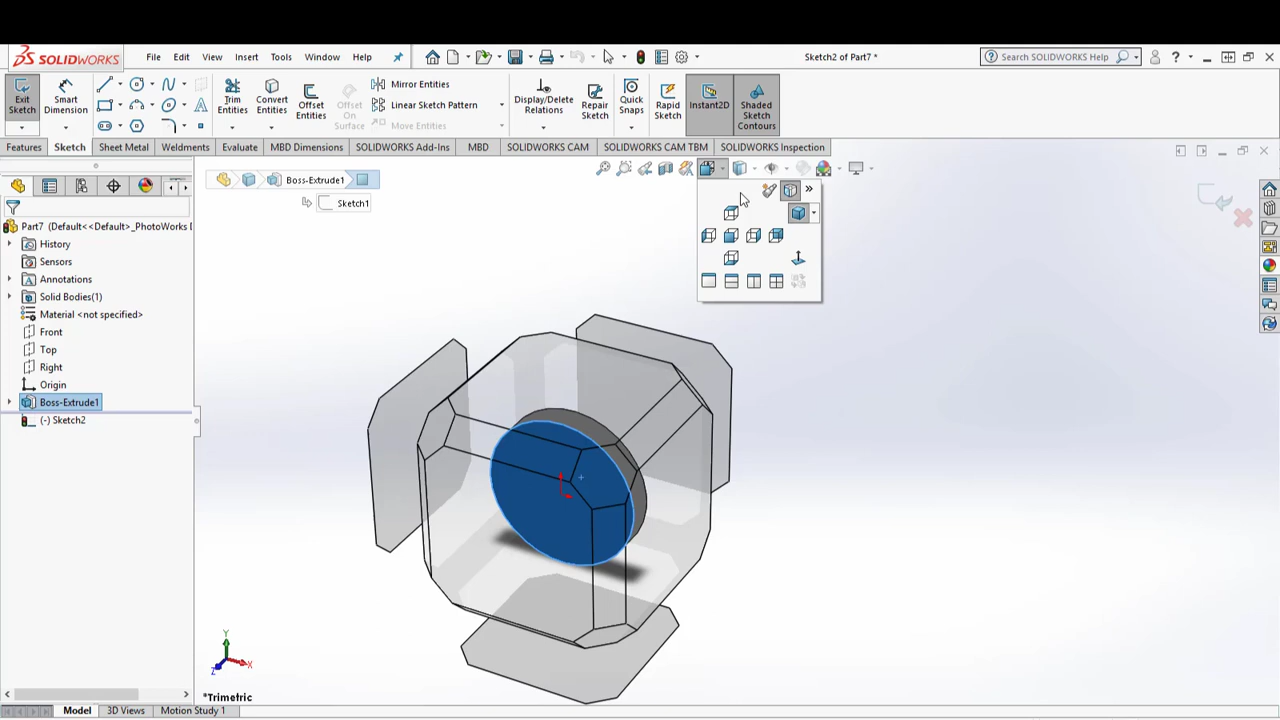 SOLIDWORKS File Edit View Insert Tools Window Help Sketch2 of Part7 * Search SOLIDWORKS Help
Exit Sketch
Smart Dimension
Trim Entities
Convert Entities
Offset Entities
Offset On Surface
Mirror Entities
Linear Sketch Pattern
Move Entities
Display/Delete Relations
Repair Sketch
Quick Snaps
Rapid Sketch
Instant2D
Shaded Sketch Contours
Features Sketch Sheet Metal Weldments Evaluate MBD Dimensions SOLIDWORKS Add-Ins MBD SOLIDWORKS CAM SOLIDWORKS CAM TBM SOLIDWORKS Inspection
Boss-Extrude1
Sketch1
Part7 (Default<<Default>_PhotoWorks
History
Sensors
Annotations
Solid Bodies(1)
Material <not specified>
Front
Top
Right
Origin
Boss-Extrude1
(-) Sketch2
Y
X
Z
*Trimetric
Model 3D Views Motion Study 1